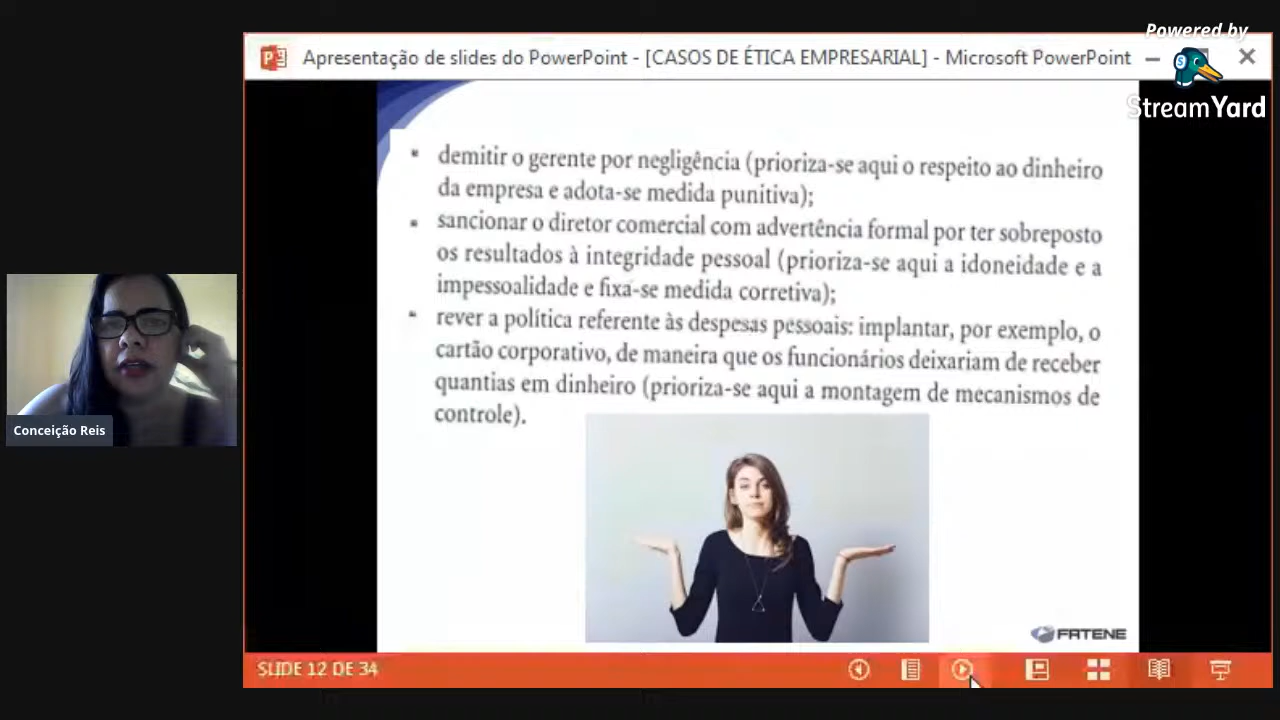 Powered by
StreamYard
Apresentação de slides do PowerPoint - [CASOS DE ÉTICA EMPRESARIAL] - Microsoft PowerPoint
demitir o gerente por negligência (prioriza-se aqui o respeito ao dinheiro
da empresa e adota-se medida punitiva);
sancionar o diretor comercial com advertência formal por ter sobreposto
os resultados à integridade pessoal (prioriza-se aqui a idoneidade e a
impessoalidade e fixa-se medida corretiva);
rever a política referente às despesas pessoais: implantar, por exemplo, o
cartão corporativo, de maneira que os funcionários deixariam de receber
quantias em dinheiro (prioriza-se aqui a montagem de mecanismos de
controle).
Conceição Reis
FATENE
SLIDE 12 DE 34